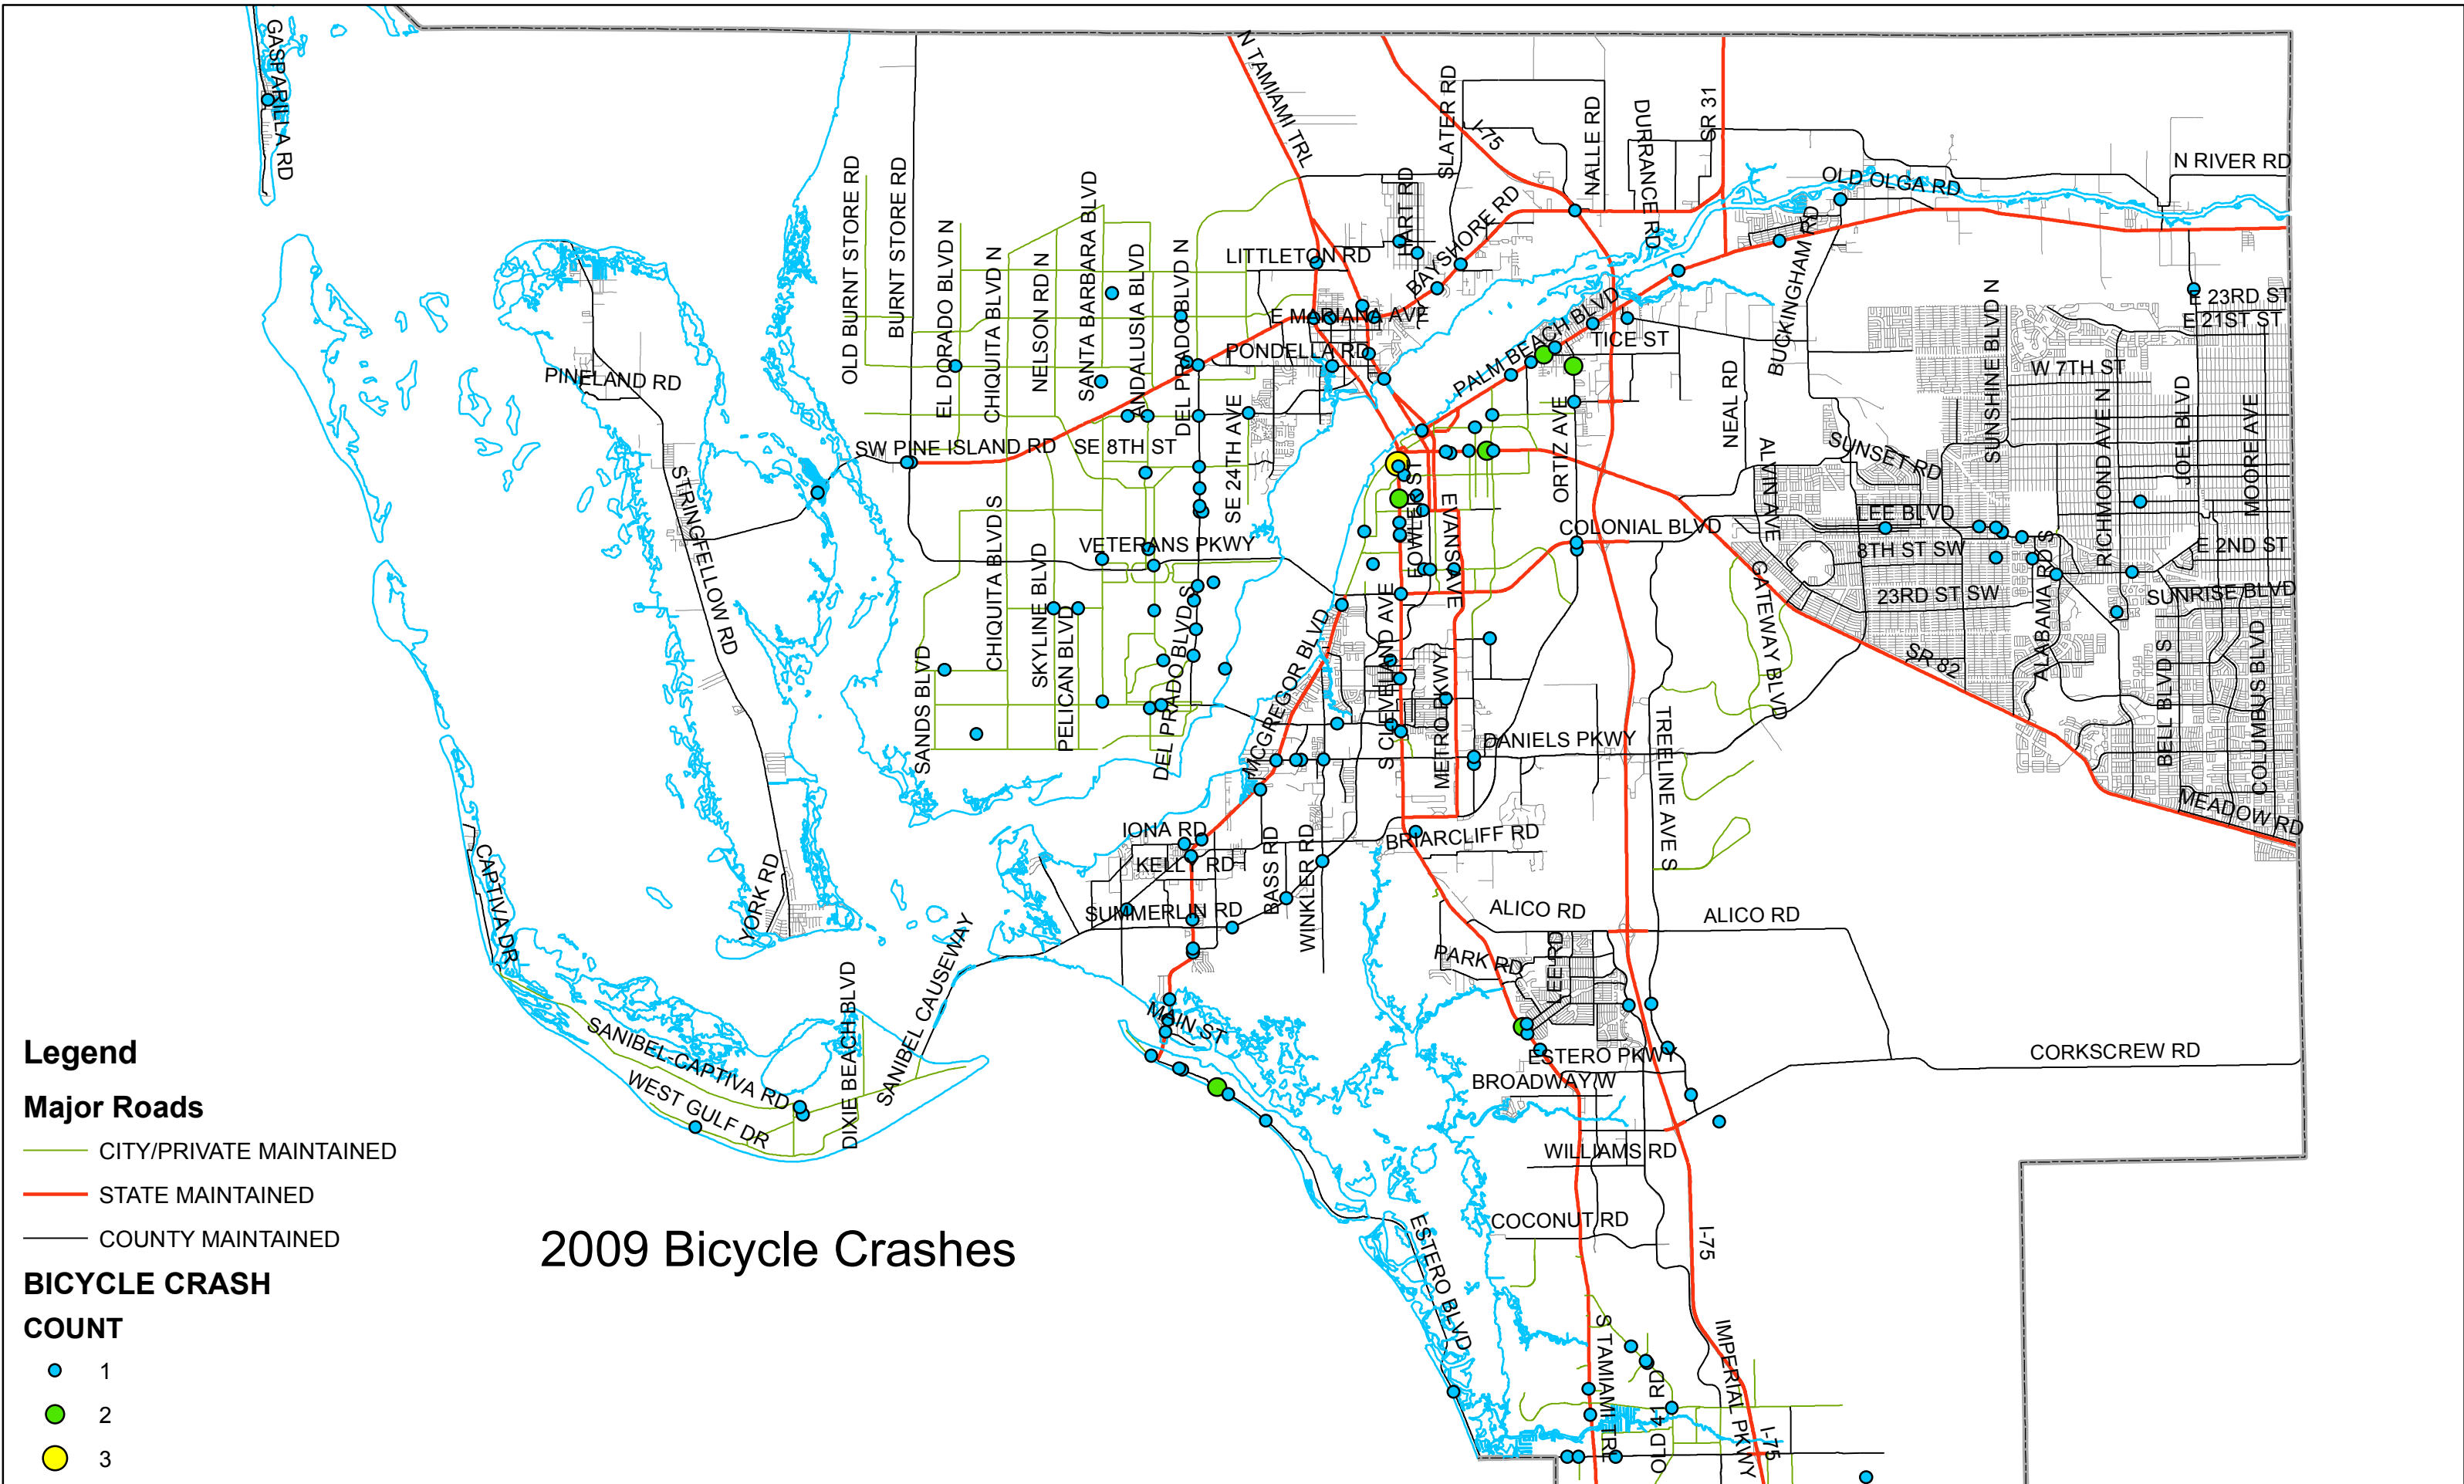 GASPARILLA RD
N TAMIAMI TRL
I-75
SLATER RD
NALLE RD
DURRANCE RD
SR 31
N RIVER RD
OLD OLGA RD
HART RD
BAYSHORE RD
LITTLETON RD
OLD BURNT STORE RD
BURNT STORE RD
EL DORADO BLVD N
CHIQUITA BLVD N
NELSON RD N
SANTA BARBARA BLVD
ANDALUSIA BLVD
DEL PRADO BLVD N
E MARIANA AVE
PONDELLA RD
PALM BEACH BLVD
TICE ST
BUCKINGHAM RD
E 23RD ST
E 21ST ST
SUNSHINE BLVD N
W 7TH ST
PINELAND RD
NEAL RD
RICHMOND AVE N
JOEL BLVD
MOORE AVE
SE 24TH AVE
ORTIZ AVE
SW PINE ISLAND RD
SE 8TH ST
SUNSET RD
ALVIN AVE
STRINGFELLOW RD
FOWLER ST
EVANS AVE
COLONIAL BLVD
LEE BLVD
8TH ST SW
E 2ND ST
VETERANS PKWY
CHIQUITA BLVD S
SKYLINE BLVD
PELICAN BLVD
SANDS BLVD
DEL PRADO BLVD S
MCGREGOR BLVD
S CLEVELAND AVE
METRO PKWY
GATEWAY BLVD
23RD ST SW
ALABAMA RD S
SUNRISE BLVD
SR 82
BELL BLVD S
COLUMBUS BLVD
DANIELS PKWY
TREELINE AVE S
MEADOW RD
IONA RD
KELLY RD
BASS RD
WINKLER RD
BRIARCLIFF RD
CAPTIVA DR
YORK RD
SUMMERLIN RD
ALICO RD
ALICO RD
PARK RD
LEE RD
SANIBEL CAUSEWAY
DIXIE BEACH BLVD
MAIN ST
SANIBEL-CAPTIVA RD
WEST GULF DR
ESTERO PKWY
BROADWAY W
CORKSCREW RD
WILLIAMS RD
COCONUT RD
I-75
ESTERO BLVD
S TAMIAMI TRL
OLD 41 RD
IMPERIAL PKWY
I-75
2009 Bicycle Crashes
Legend
Major Roads
CITY/PRIVATE MAINTAINED
STATE MAINTAINED
COUNTY MAINTAINED
BICYCLE CRASH
COUNT
1
2
3